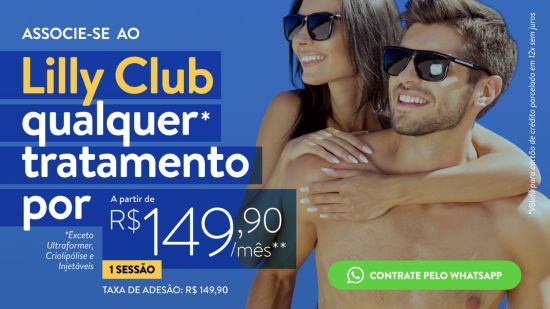 ASSOCIE-SE AO
Lilly Club
qualquer*
tratamento
por
*Exceto
Ultraformer,
Criolipólise e
Injetáveis
A partir de
R$149,90
/mês**
1 SESSÃO
TAXA DE ADESÃO: R$ 149,90
CONTRATE PELO WHATSAPP
*Válido para cartão de crédito parcelado em 12x sem juros